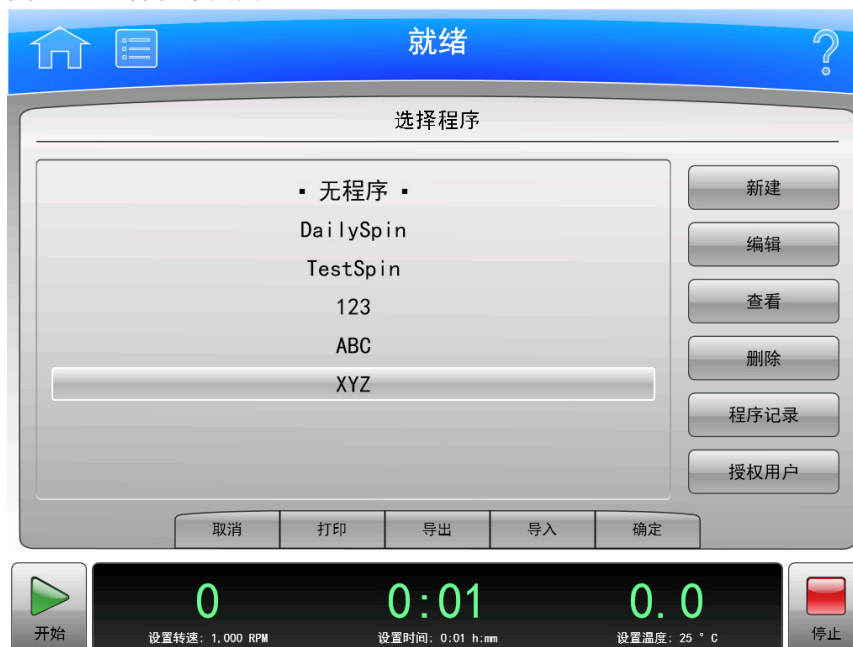 就绪
选择程序
▪ 无程序 ▪
DailySpin
TestSpin
123
ABC
XYZ
新建
编辑
查看
删除
程序记录
授权用户
取消 打印 导出 导入 确定
开始
0 0:01 0.0
设置转速: 1,000 RPM 设置时间: 0:01 h:mm 设置温度: 25 °C
停止